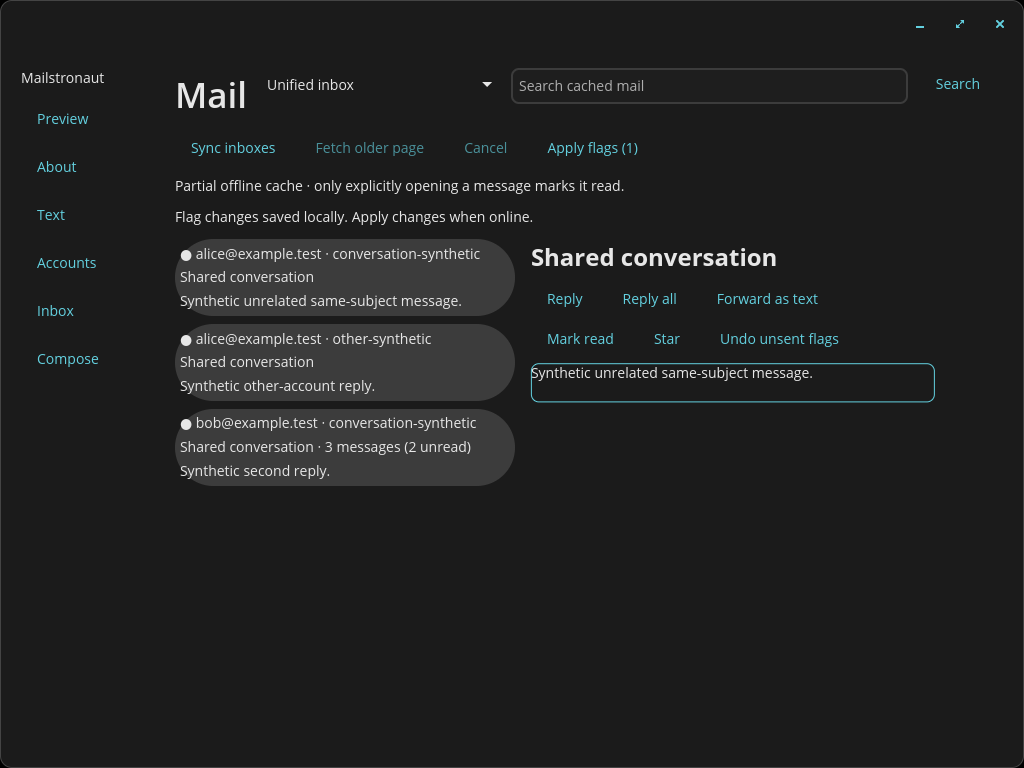 Mailstronaut
Preview
About
Text
Accounts
Inbox
Compose
Mail
Unified inbox
Search cached mail
Search
Sync inboxes
Fetch older page
Cancel
Apply flags (1)
Partial offline cache · only explicitly opening a message marks it read.
Flag changes saved locally. Apply changes when online.
● alice@example.test · conversation-synthetic
Shared conversation
Synthetic unrelated same-subject message.
● alice@example.test · other-synthetic
Shared conversation
Synthetic other-account reply.
● bob@example.test · conversation-synthetic
Shared conversation · 3 messages (2 unread)
Synthetic second reply.
Shared conversation
Reply
Reply all
Forward as text
Mark read
Star
Undo unsent flags
Synthetic unrelated same-subject message.